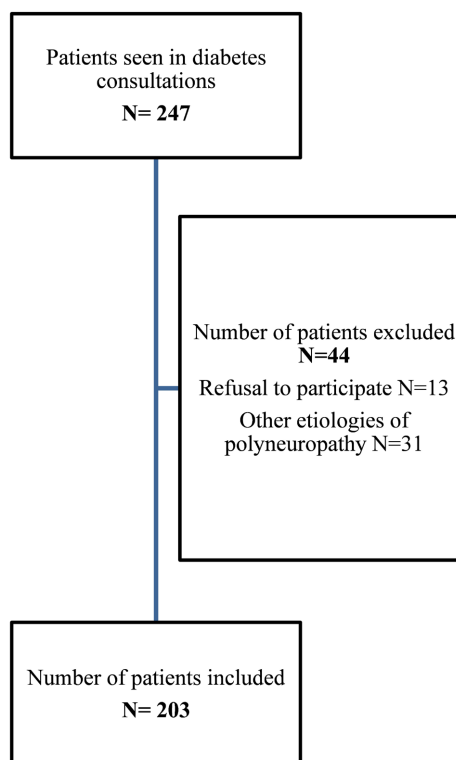 Patients seen in diabetes
consultations
N= 247
Number of patients excluded
N=44
Refusal to participate N=13
Other etiologies of
polyneuropathy N=31
Number of patients included
N= 203